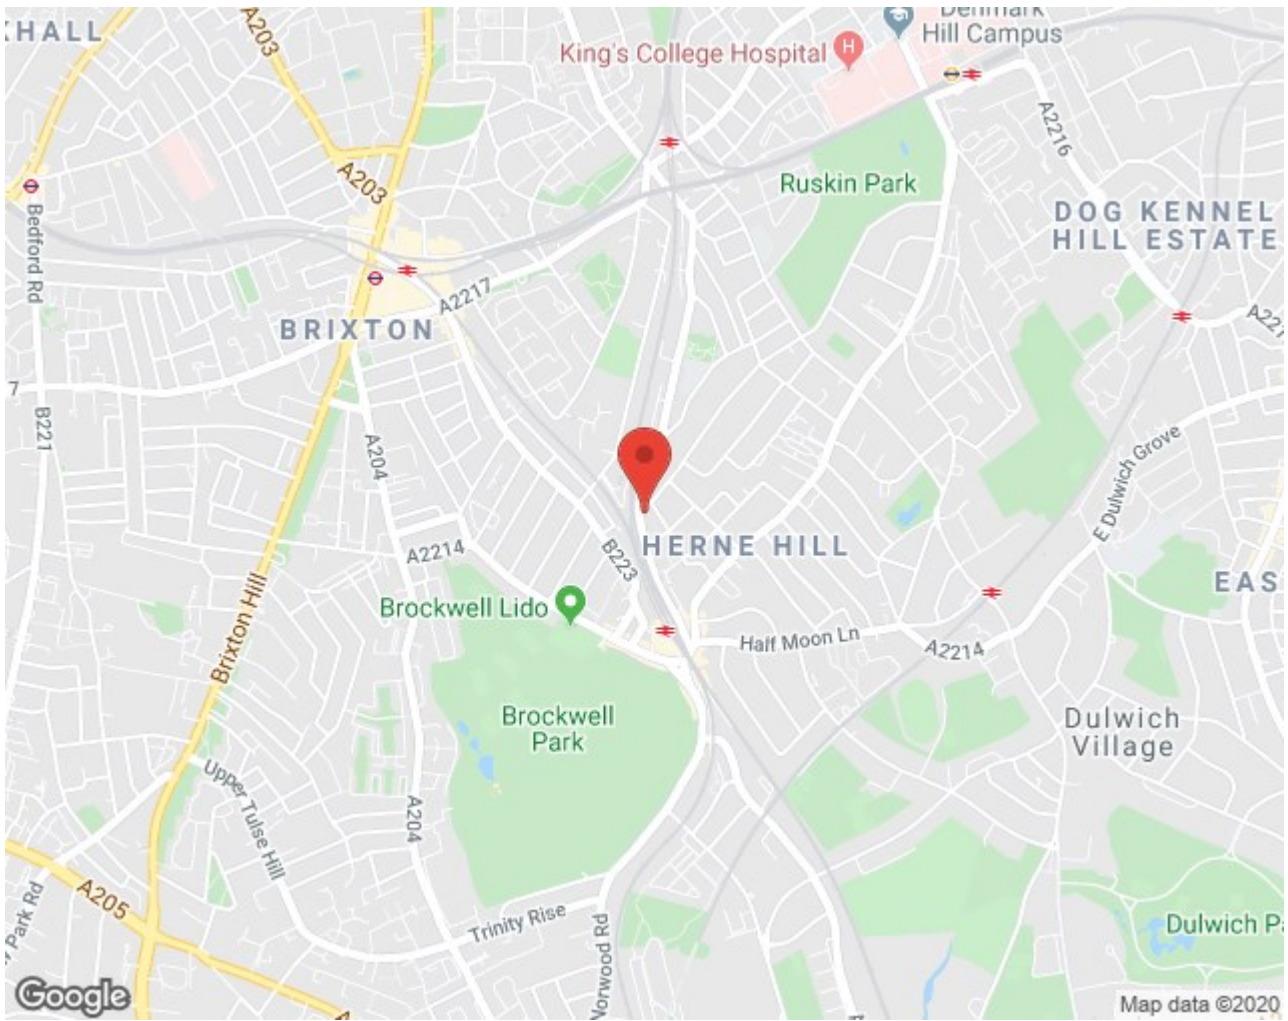 KHALL
A203
Denmark
Hill Campus
King's College Hospital
H
A2216
A203
Ruskin Park
Bedford Rd
DOG KENNEL
HILL ESTATE
A2217
BRIXTON
7
B221
A204
E Dulwich Grove
A2214
B223
HERNE HILL
EAS
Brockwell Lido
Brixton Hill
Half Moon Ln
A2214
Brockwell
Park
Dulwich
Village
Upper Tulse Hill
A204
A205
Park Rd
Trinity Rise
Norwood Rd
Dulwich Pa
A
A
Google
Map data ©2020